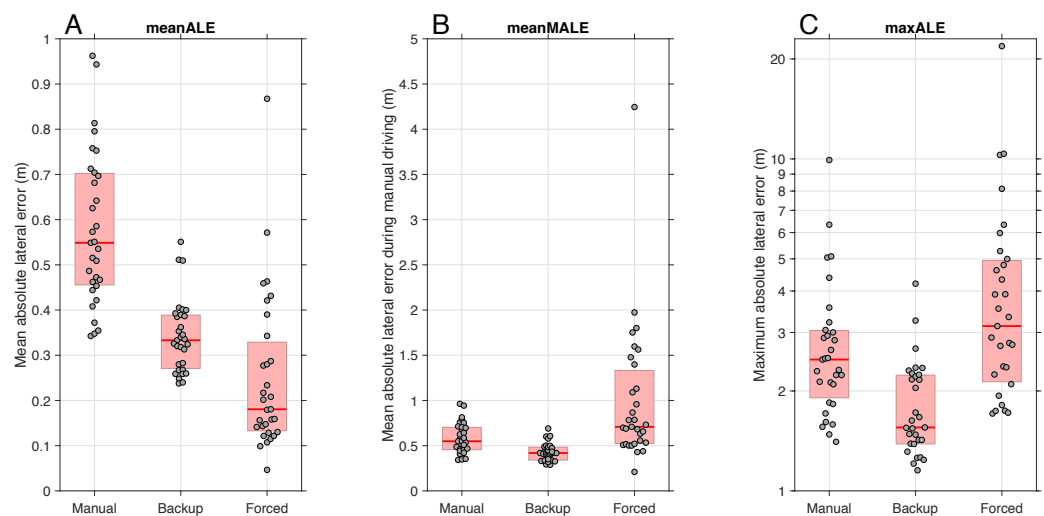 A
meanALE
Mean absolute lateral error (m)
1
0.9
0.8
0.7
0.6
0.5
0.4
0.3
0.2
0.1
0
Manual Backup Forced
B
meanMALE
Mean absolute lateral error during manual driving (m)
5
4.5
4
3.5
3
2.5
2
1.5
1
0.5
0
Manual Backup Forced
C
maxALE
Maximum absolute lateral error (m)
20
10
9
8
7
6
5
4
3
2
1
Manual Backup Forced